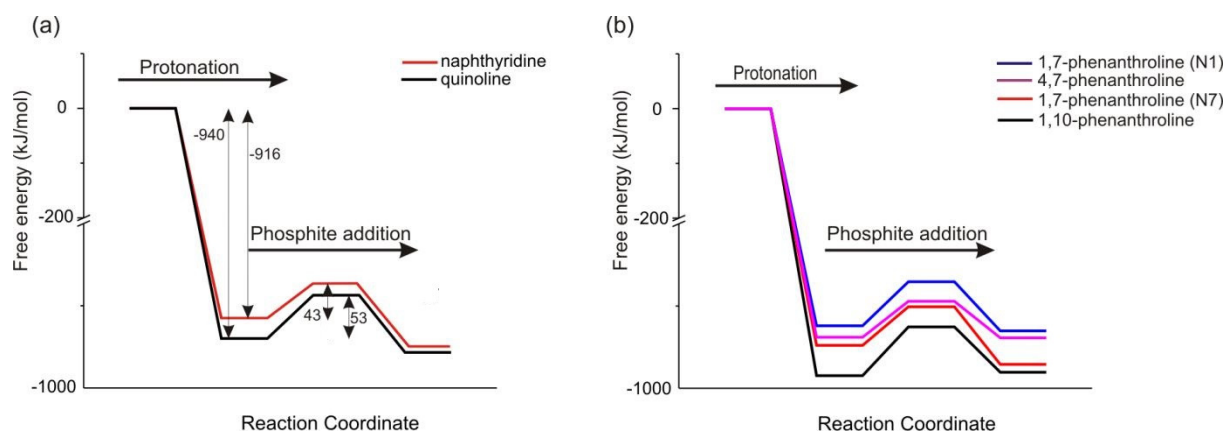 (a)
Free energy (kJ/mol)
0
-200
-1000
Protonation
naphthyridine
quinoline
-940
-916
Phosphite addition
43
53
Reaction Coordinate
(b)
Free energy (kJ/mol)
0
-200
-1000
Protonation
1,7-phenanthroline (N1)
4,7-phenanthroline
1,7-phenanthroline (N7)
1,10-phenanthroline
Phosphite addition
Reaction Coordinate